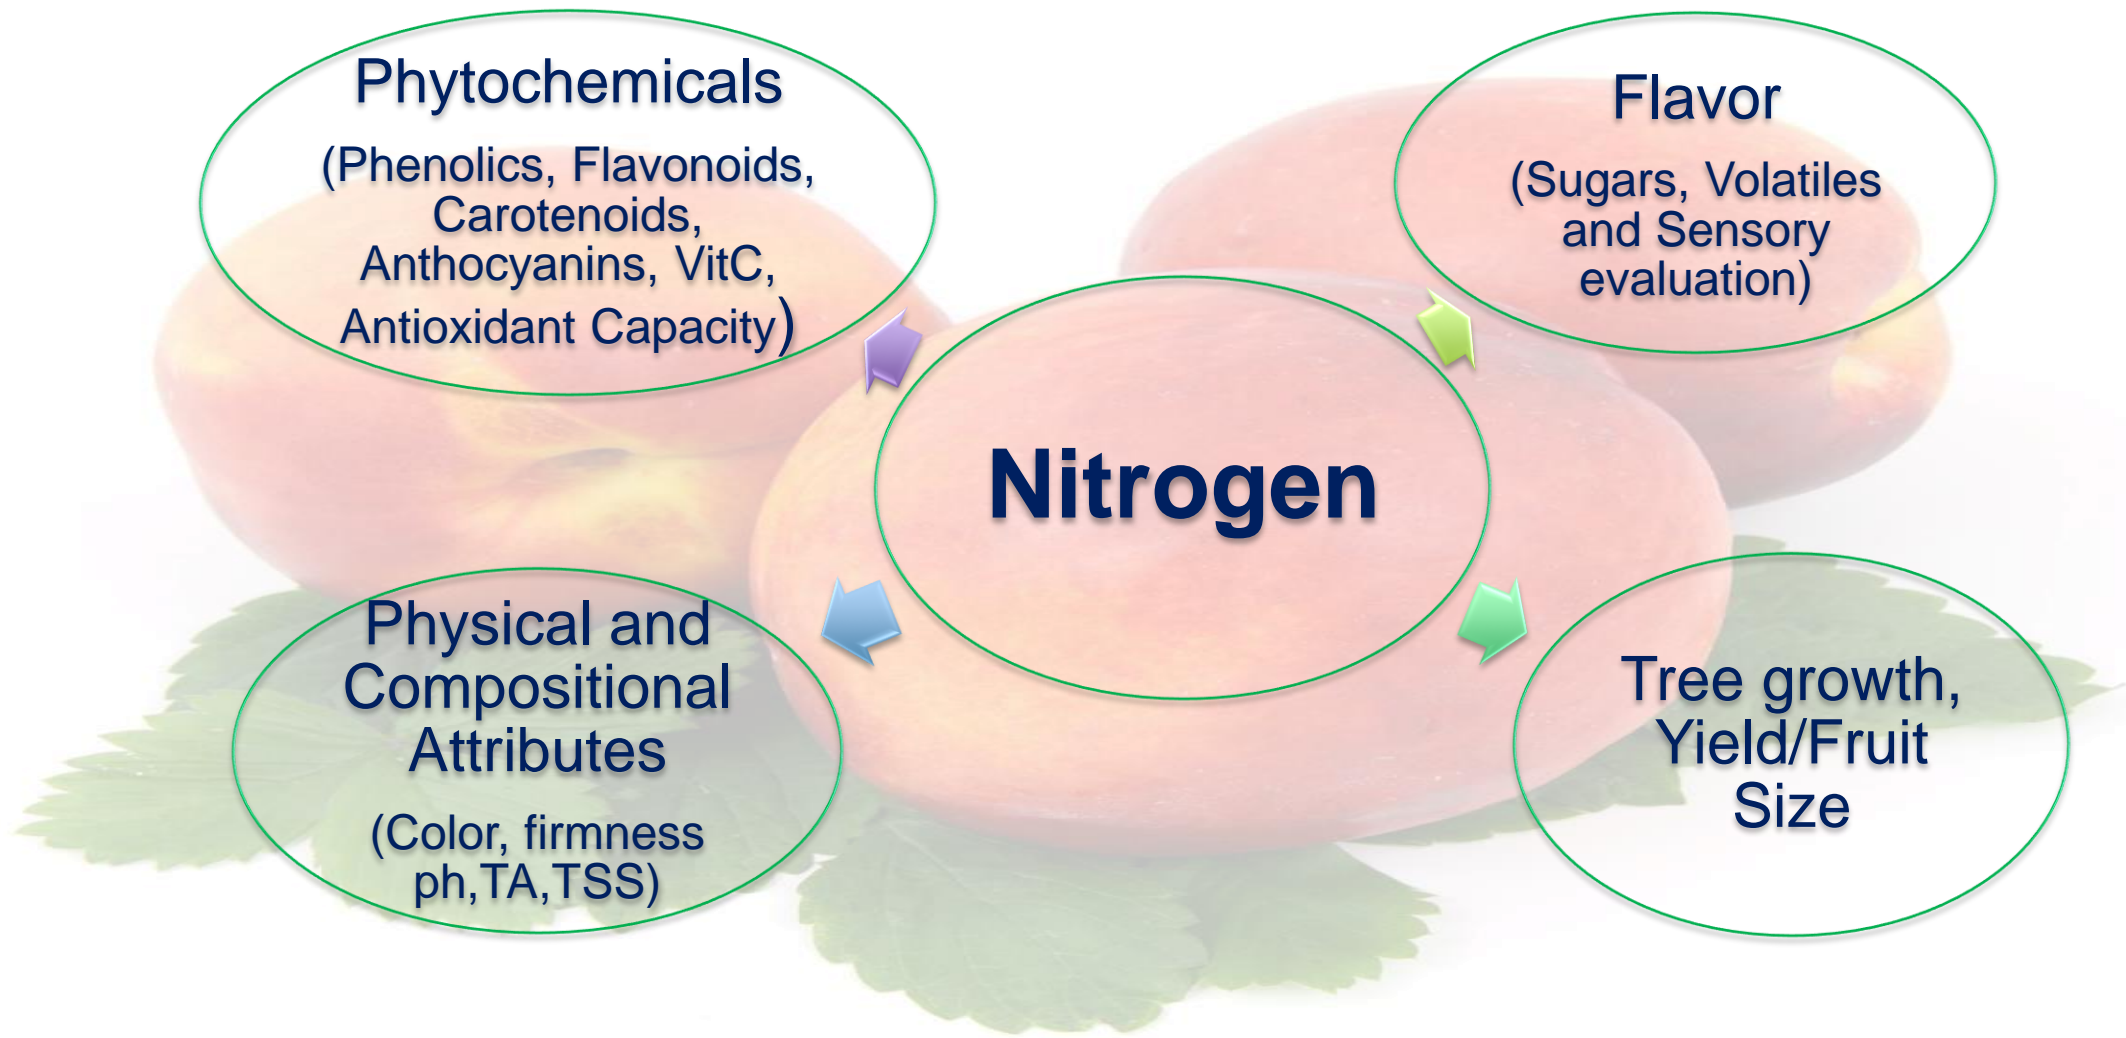 Phytochemicals
(Phenolics, Flavonoids,
Carotenoids,
Anthocyanins, VitC,
Antioxidant Capacity)
Flavor
(Sugars, Volatiles
and Sensory
evaluation)
Nitrogen
Physical and
Compositional
Attributes
(Color, firmness
ph,TA,TSS)
Tree growth,
Yield/Fruit
Size